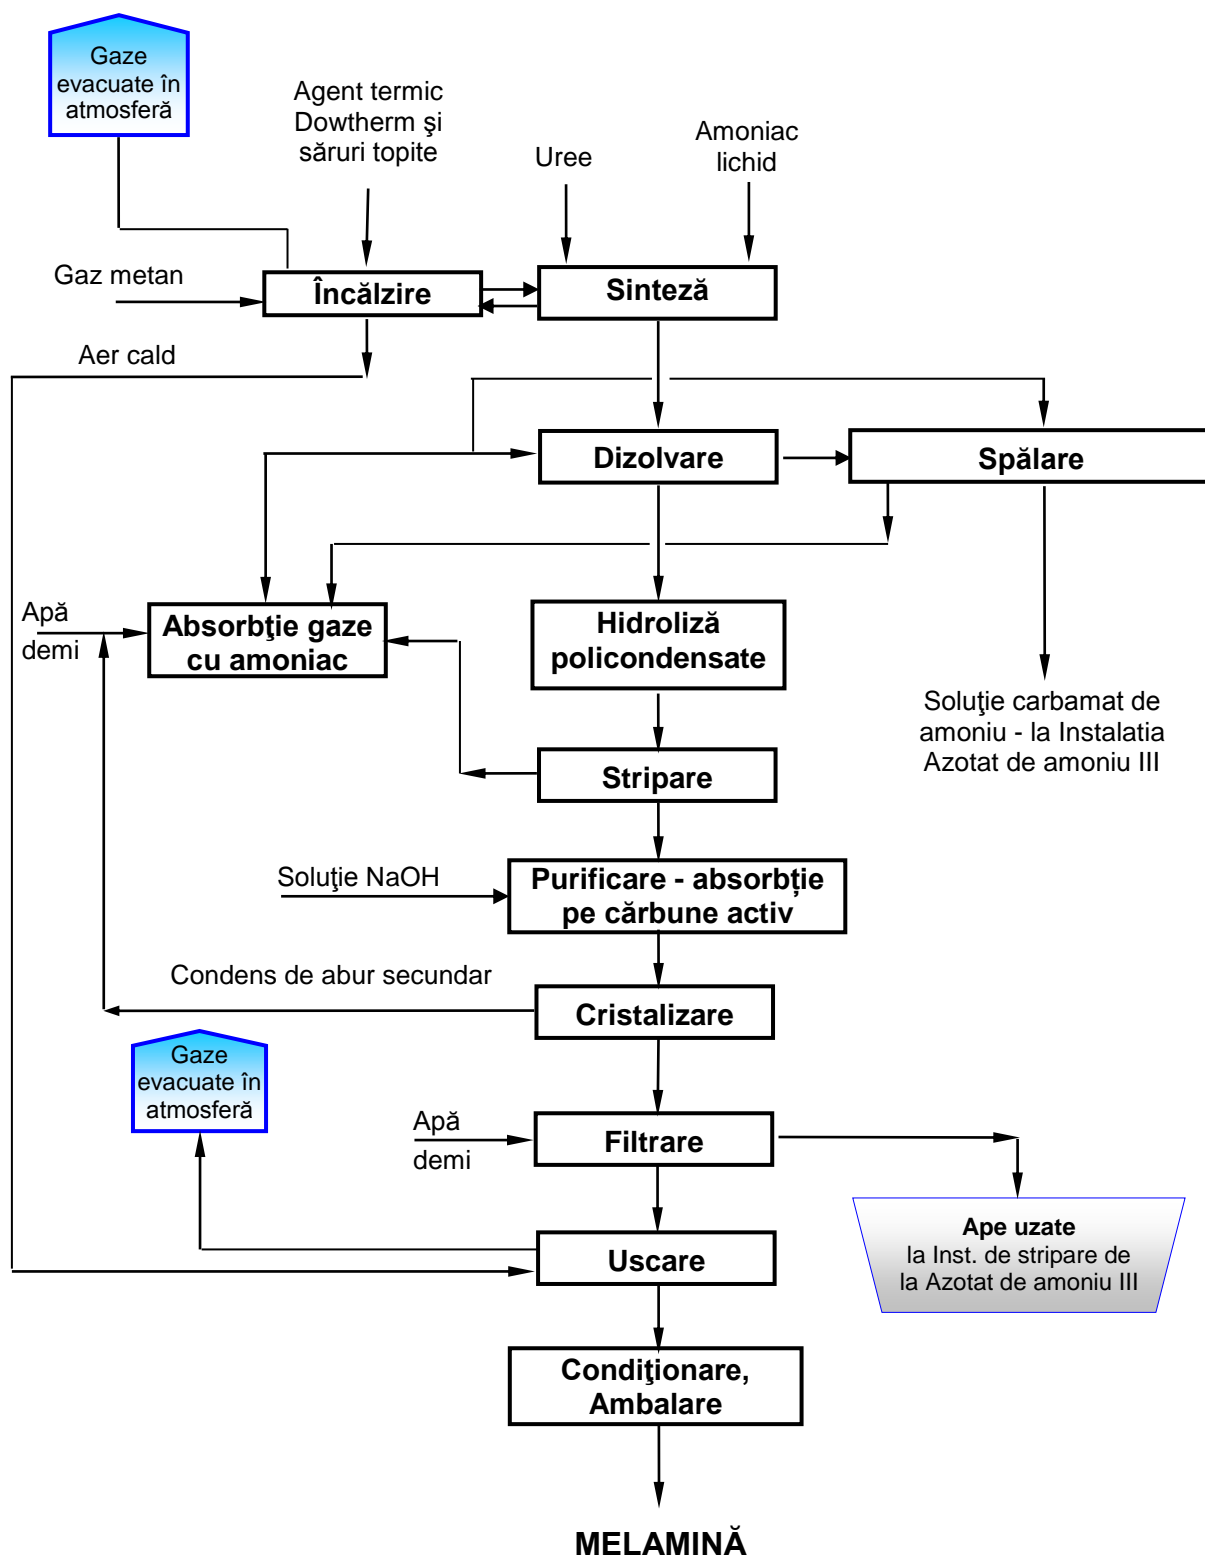 Gaze
evacuate în
atmosferă
Agent termic
Dowtherm şi
săruri topite
Uree
Amoniac
lichid
Gaz metan
Încălzire
Sinteză
Aer cald
Dizolvare
Spălare
Apă
demi
Absorbţie gaze
cu amoniac
Hidroliză
policondensate
Soluţie carbamat de
amoniu - la Instalatia
Azotat de amoniu III
Stripare
Soluţie NaOH
Purificare - absorbție
pe cărbune activ
Condens de abur secundar
Cristalizare
Gaze
evacuate în
atmosferă
Apă
demi
Filtrare
Ape uzate
la Inst. de stripare de
la Azotat de amoniu III
Uscare
Condiţionare,
Ambalare
MELAMINĂ